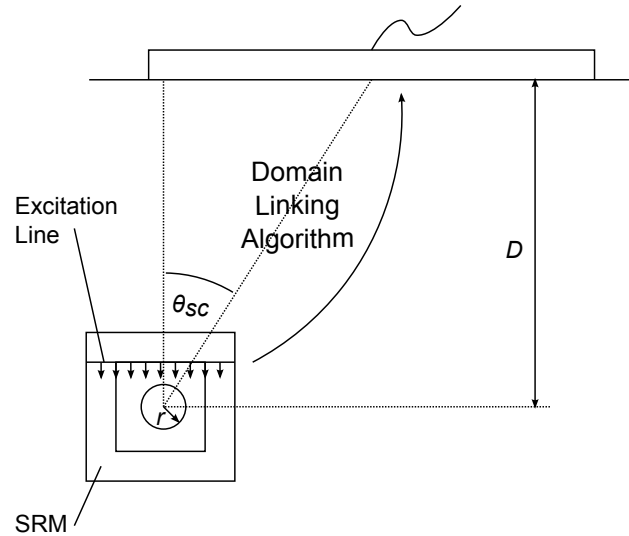 Domain
Linking
Algorithm
Excitation
Line
D
θsc
r
SRM